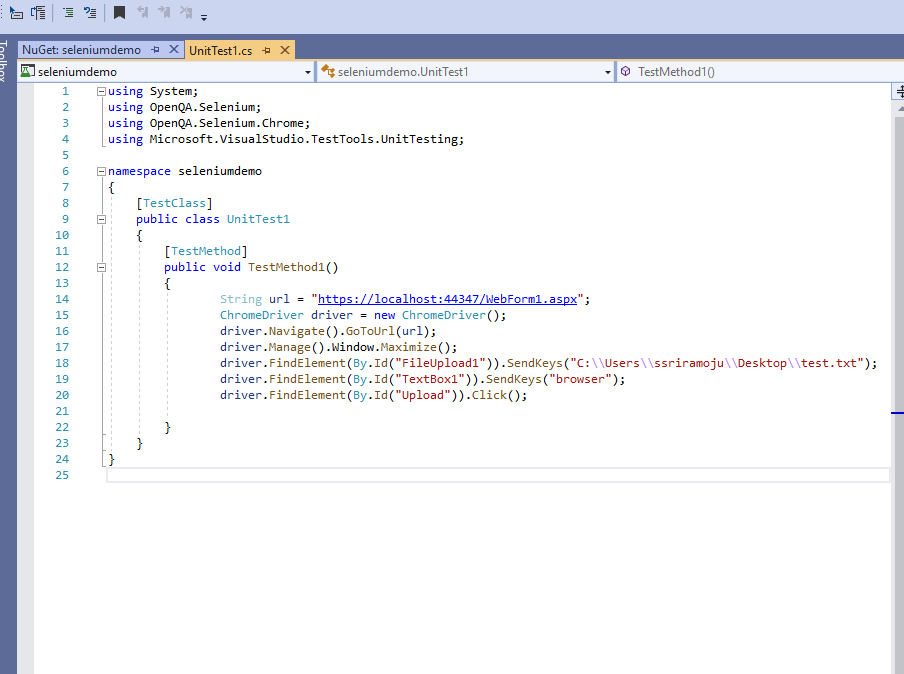 NuGet: seleniumdemo
UnitTest1.cs
Toolbox
seleniumdemo
seleniumdemo.UnitTest1
TestMethod1()
1 using System;
2 using OpenQA.Selenium;
3 using OpenQA.Selenium.Chrome;
4 using Microsoft.VisualStudio.TestTools.UnitTesting;
5
6 namespace seleniumdemo
7 {
8 [TestClass]
9 public class UnitTest1
10 {
11 [TestMethod]
12 public void TestMethod1()
13 {
14 String url = "https://localhost:44347/WebForm1.aspx";
15 ChromeDriver driver = new ChromeDriver();
16 driver.Navigate().GoToUrl(url);
17 driver.Manage().Window.Maximize();
18 driver.FindElement(By.Id("FileUpload1")).SendKeys("C:\\Users\\ssriramoju\\Desktop\\test.txt");
19 driver.FindElement(By.Id("TextBox1")).SendKeys("browser");
20 driver.FindElement(By.Id("Upload")).Click();
21
22 }
23 }
24 }
25